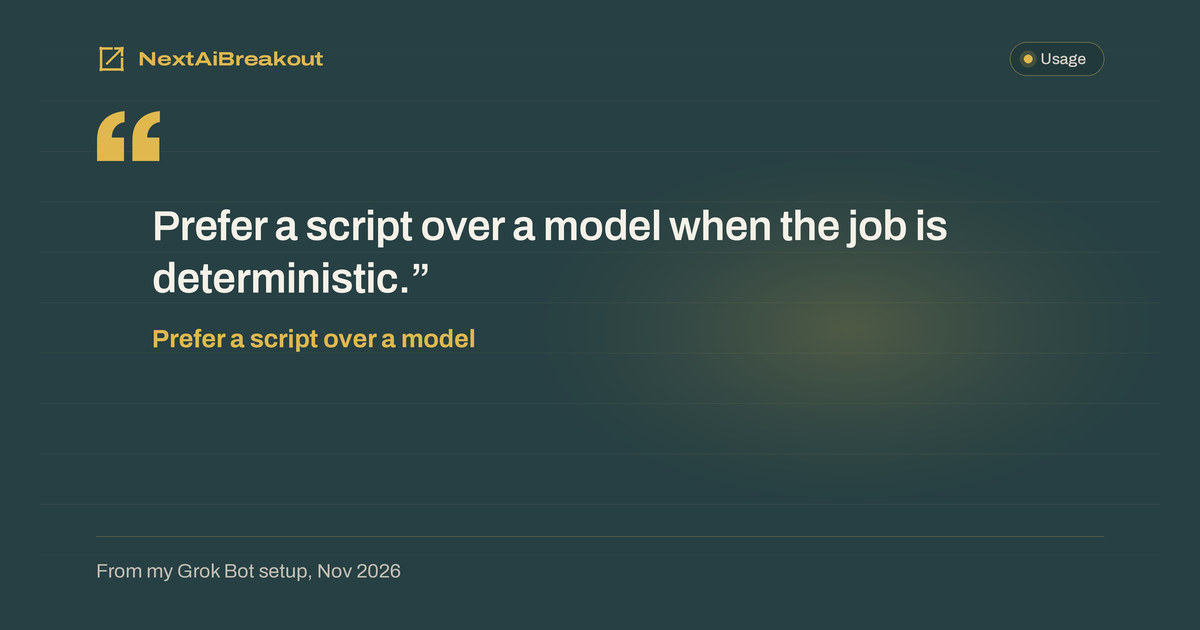 NextAiBreakout
Usage
“
Prefer a script over a model when the job is
deterministic.”
Prefer a script over a model
From my Grok Bot setup, Nov 2026